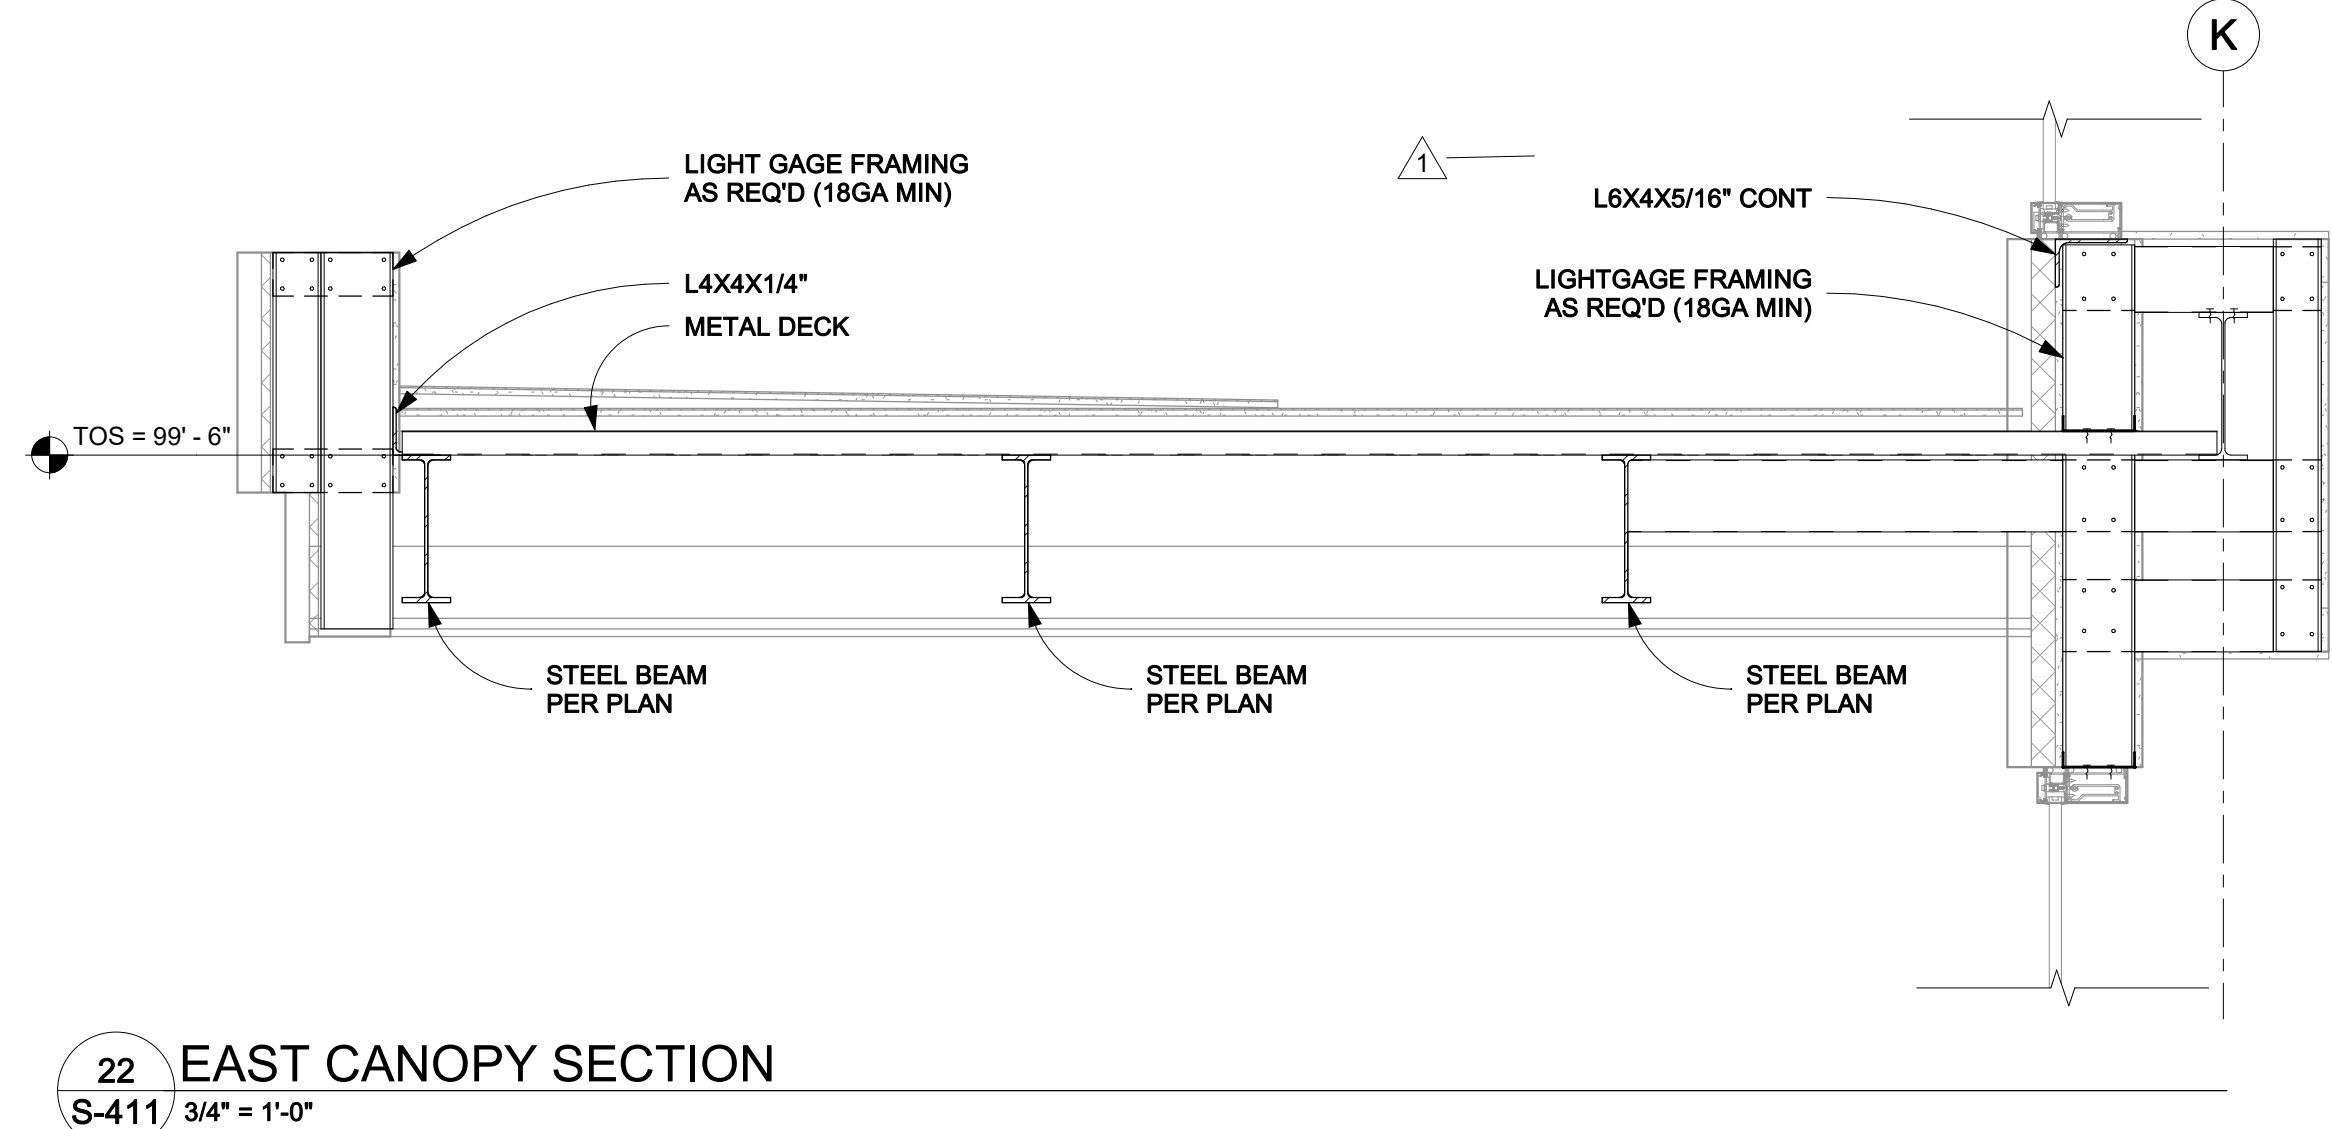 K
LIGHT GAGE FRAMING
AS REQ'D (18GA MIN)
1
L6X4X5/16" CONT
L4X4X1/4"
LIGHTGAGE FRAMING
AS REQ'D (18GA MIN)
METAL DECK
TOS = 99' - 6"
STEEL BEAM
PER PLAN
STEEL BEAM
PER PLAN
STEEL BEAM
PER PLAN
22
EAST CANOPY SECTION
S-411
3/4" = 1'-0"